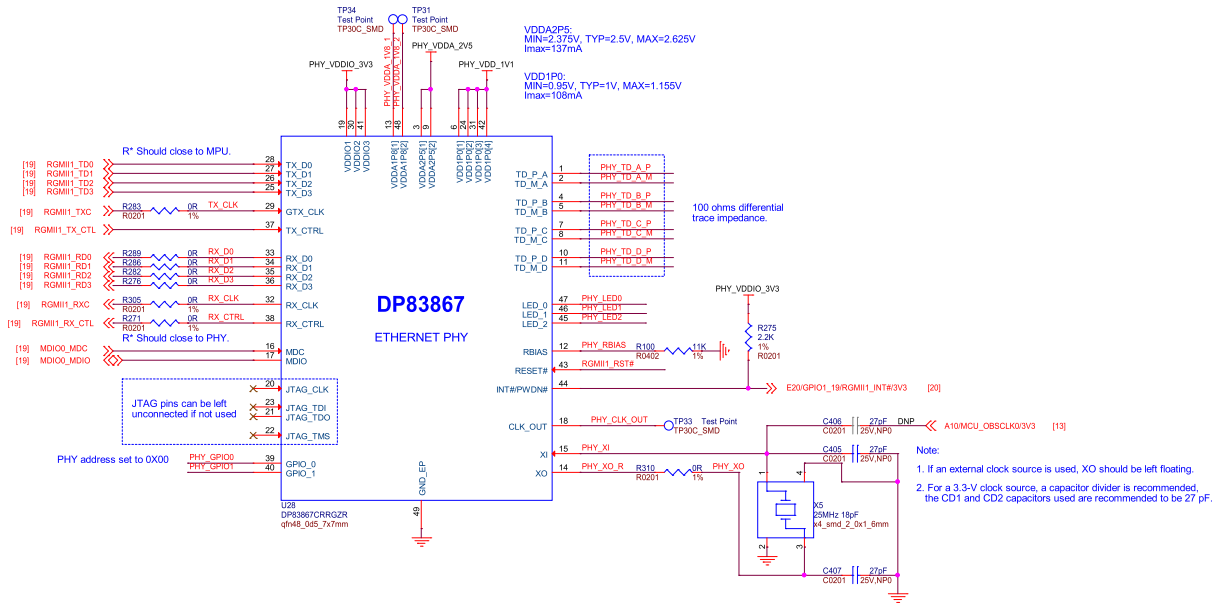 TP34
Test Point
TP30C_SMD
TP31
Test Point
TP30C_SMD
VDDA2P5:
MIN=2.375V, TYP=2.5V, MAX=2.625V
Imax=137mA
VDD1P0:
MIN=0.95V, TYP=1V, MAX=1.155V
Imax=108mA
PHY_VDDIO_3V3
PHY_VDDA_1V8_1
PHY_VDDA_1V8_2
PHY_VDDA_2V5
PHY_VDD_1V1
19 30 41 13 48 3 9 6 24 31 42
VDDIO1
VDDIO2
VDDIO3
VDDA1P8[1]
VDDA1P8[2]
VDDA2P5[1]
VDDA2P5[2]
VDD1P0[1]
VDD1P0[2]
VDD1P0[3]
VDD1P0[4]
R* Should close to MPU.
[19] RGMII1_TD0 28 TX_D0
[19] RGMII1_TD1 27 TX_D1
[19] RGMII1_TD2 26 TX_D2
[19] RGMII1_TD3 25 TX_D3
[19] RGMII1_TXC R283 0R TX_CLK 29 GTX_CLK
R0201 1%
[19] RGMII1_TX_CTL 37 TX_CTRL
[19] RGMII1_RD0 R289 0R RX_D0 33 RX_D0
[19] RGMII1_RD1 R286 0R RX_D1 34 RX_D1
[19] RGMII1_RD2 R282 0R RX_D2 35 RX_D2
[19] RGMII1_RD3 R276 0R RX_D3 36 RX_D3
R0201 1%
[19] RGMII1_RXC R305 0R RX_CLK 32 RX_CLK
R0201 1%
[19] RGMII1_RX_CTL R271 0R RX_CTRL 38 RX_CTRL
R0201 1%
R* Should close to PHY.
[19] MDIO0_MDC 16 MDC
[19] MDIO0_MDIO 17 MDIO
20 JTAG_CLK
JTAG pins can be left
unconnected if not used
23 JTAG_TDI
21 JTAG_TDO
22 JTAG_TMS
PHY address set to 0X00
PHY_GPIO0 39 GPIO_0
PHY_GPIO1 40 GPIO_1
DP83867
ETHERNET PHY
GND_EP
49
U28
DP83867CRRGZR
qfn48_0d5_7x7mm
TD_P_A 1 PHY_TD_A_P
TD_M_A 2 PHY_TD_A_M
TD_P_B 4 PHY_TD_B_P
TD_M_B 5 PHY_TD_B_M
TD_P_C 7 PHY_TD_C_P
TD_M_C 8 PHY_TD_C_M
TD_P_D 10 PHY_TD_D_P
TD_M_D 11 PHY_TD_D_M
100 ohms differential
trace impedance.
LED_0 47 PHY_LED0
LED_1 46 PHY_LED1
LED_2 45 PHY_LED2
PHY_VDDIO_3V3
R275
2.2K
1%
R0201
RBIAS 12 PHY_RBIAS R100 11K
R0402 1%
RESET# 43 RGMII1_RST#
INT#/PWDN# 44 E20/GPIO1_19/RGMII1_INT#/3V3 [20]
CLK_OUT 18 PHY_CLK_OUT TP33 Test Point
TP30C_SMD
C406 27pF DNP A10/MCU_OBSCLK0/3V3 [13]
C0201 25V,NP0
XI 15 PHY_XI
C405 27pF
C0201 25V,NP0
XO 14 PHY_XO_R R310 0R PHY_XO
R0201 1%
1 4
X5
25MHz 18pF
x4_smd_2_0x1_6mm
2 3
C407 27pF
C0201 25V,NP0
Note:
1. If an external clock source is used, XO should be left floating.
2. For a 3.3-V clock source, a capacitor divider is recommended,
the CD1 and CD2 capacitors used are recommended to be 27 pF.